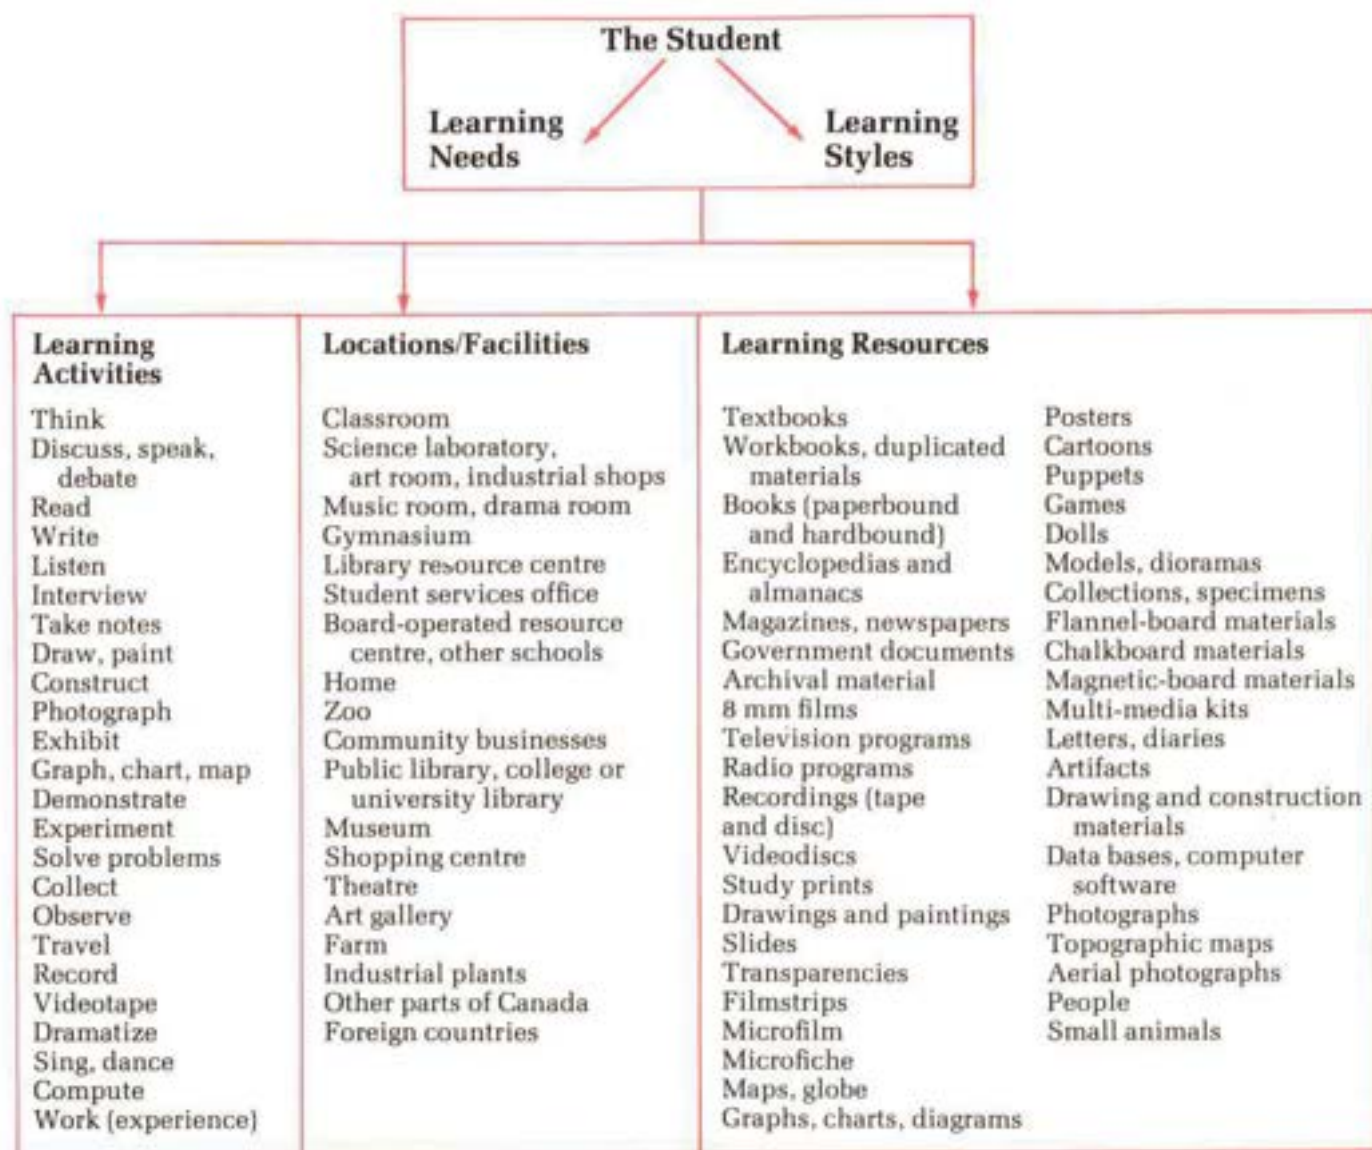 The Student
Learning
Needs
Learning
Styles
Learning
Activities
Think
Discuss, speak,
debate
Read
Write
Listen
Interview
Take notes
Draw, paint
Construct
Photograph
Exhibit
Graph, chart, map
Demonstrate
Experiment
Solve problems
Collect
Observe
Travel
Record
Videotape
Dramatize
Sing, dance
Compute
Work (experience)
Locations/Facilities
Classroom
Science laboratory,
art room, industrial shops
Music room, drama room
Gymnasium
Library resource centre
Student services office
Board-operated resource
centre, other schools
Home
Zoo
Community businesses
Public library, college or
university library
Museum
Shopping centre
Theatre
Art gallery
Farm
Industrial plants
Other parts of Canada
Foreign countries
Learning Resources
Textbooks
Workbooks, duplicated
materials
Books (paperbound
and hardbound)
Encyclopedias and
almanacs
Magazines, newspapers
Government documents
Archival material
8 mm films
Television programs
Radio programs
Recordings (tape
and disc)
Videodiscs
Study prints
Drawings and paintings
Slides
Transparencies
Filmstrips
Microfilm
Microfiche
Maps, globe
Graphs, charts, diagrams
Posters
Cartoons
Puppets
Games
Dolls
Models, dioramas
Collections, specimens
Flannel-board materials
Chalkboard materials
Magnetic-board materials
Multi-media kits
Letters, diaries
Artifacts
Drawing and construction
materials
Data bases, computer
software
Photographs
Topographic maps
Aerial photographs
People
Small animals